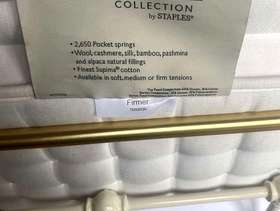 COLLECTION
by STAPLES®
• 2,650 Pocket springs
• Wool, cashmere, silk, bamboo, pashmina
and alpaca natural fillings
• Finest Supima® cotton
• Available in soft, medium or firm tensions
Firmer